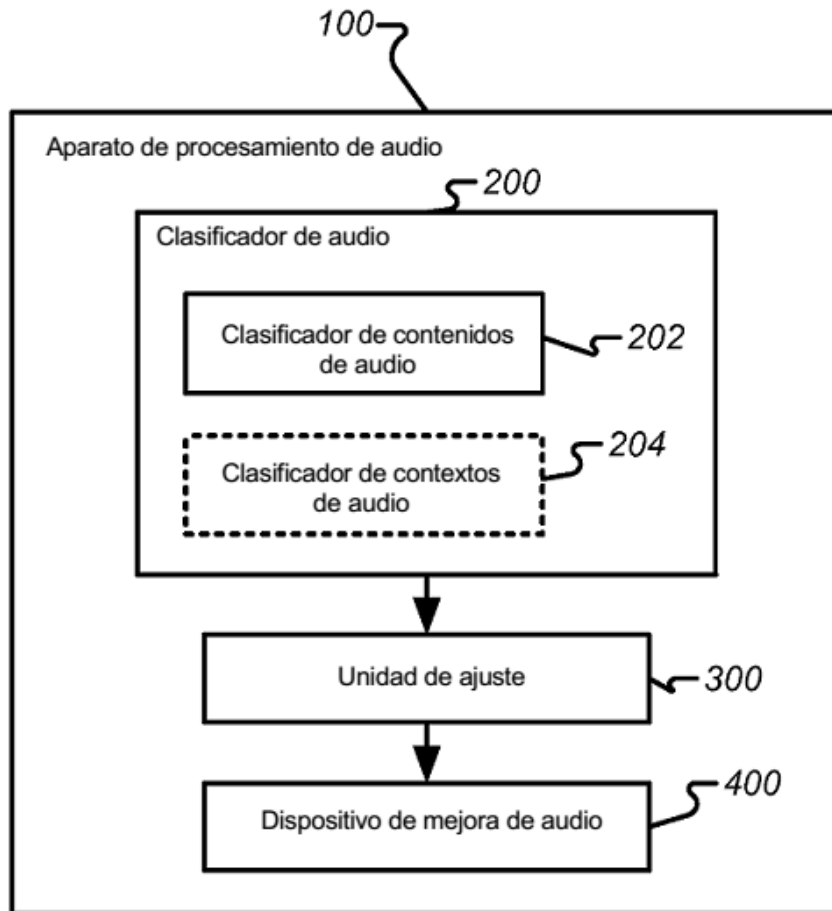 100
Aparato de procesamiento de audio
200
Clasificador de audio
Clasificador de contenidos
de audio
202
Clasificador de contextos
de audio
204
Unidad de ajuste
300
Dispositivo de mejora de audio
400